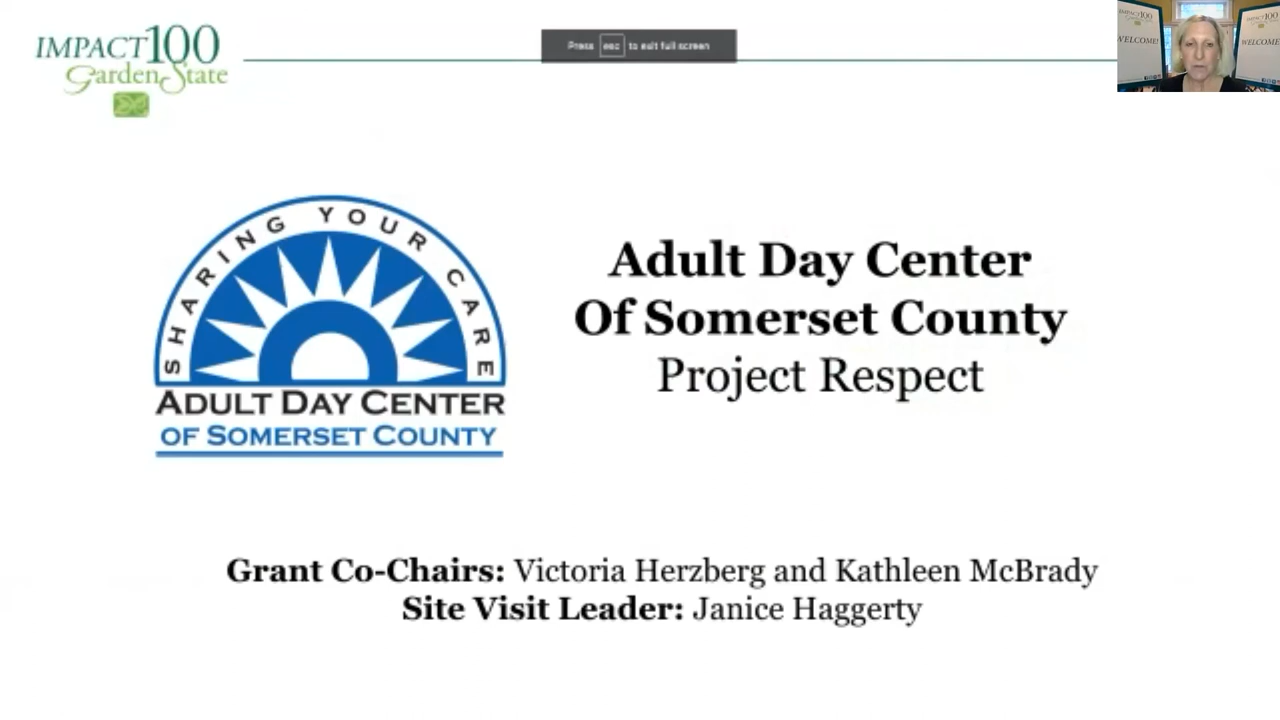 IMPACT100
Garden State
Press esc to exit full screen
WELCOME!
WELCOME!
SHARING YOUR CARE
ADULT DAY CENTER
OF SOMERSET COUNTY
Adult Day Center
Of Somerset County
Project Respect
Grant Co-Chairs: Victoria Herzberg and Kathleen McBrady
Site Visit Leader: Janice Haggerty